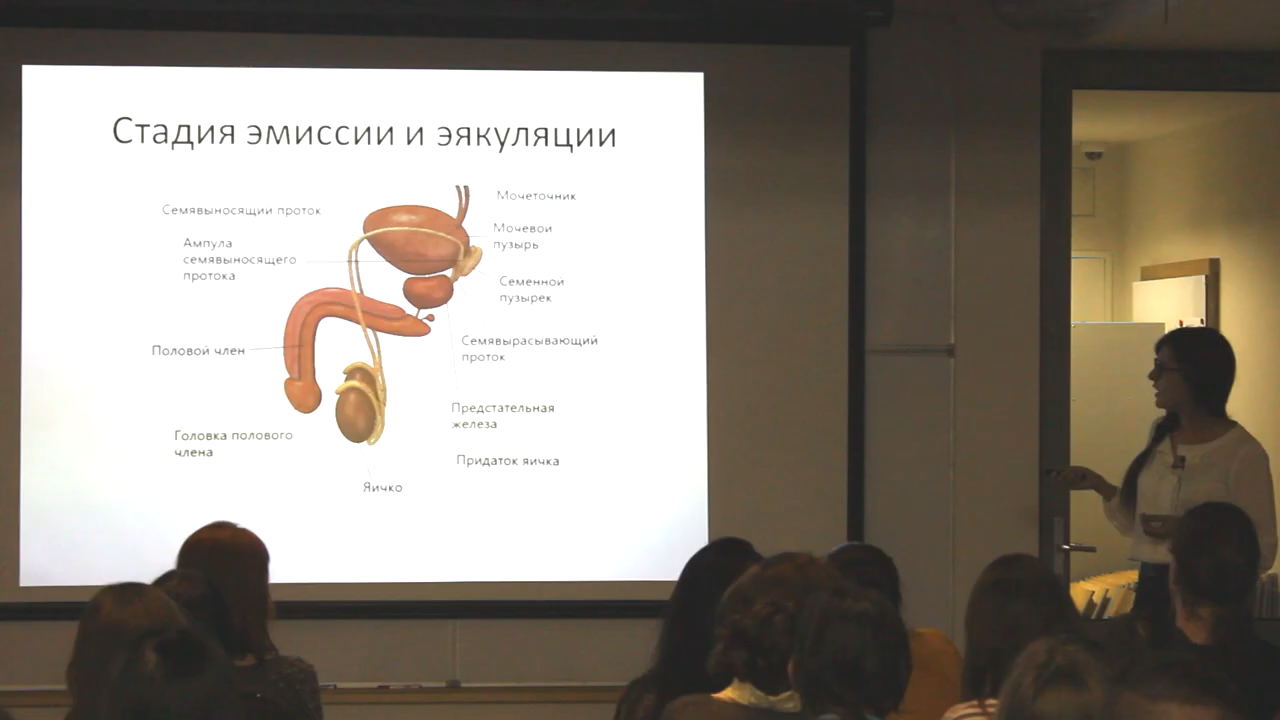 Стадия эмиссии и эякуляции
Семявыносящии проток
Ампула
семявыносящего
протока
Половой член
Головка полового
члена
Яичко
Мочеточник
Мочевой
пузырь
Семенной
пузырек
Семявырасывающий
проток
Предстательная
железа
Придаток яичка